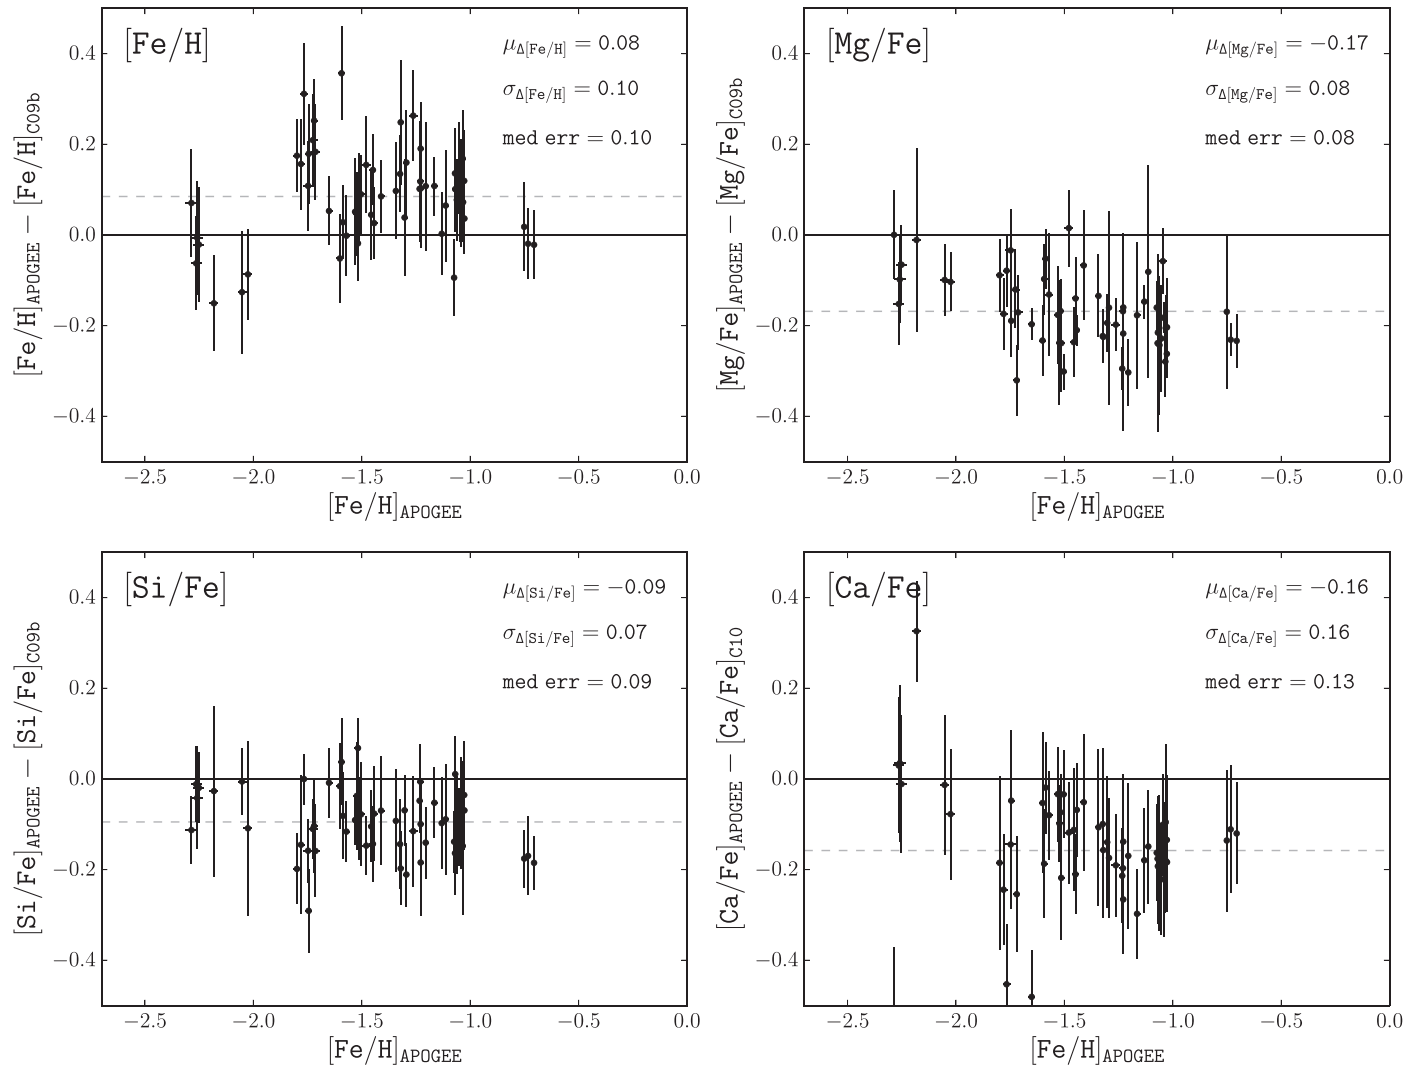 [Fe/H]
μΔ[Fe/H] = 0.08
σΔ[Fe/H] = 0.10
med err = 0.10
0.4
0.2
0.0
−0.2
−0.4
[Fe/H]APOGEE − [Fe/H]C09b
−2.5 −2.0 −1.5 −1.0 −0.5 0.0
[Fe/H]APOGEE
[Mg/Fe]
μΔ[Mg/Fe] = −0.17
σΔ[Mg/Fe] = 0.08
med err = 0.08
0.4
0.2
0.0
−0.2
−0.4
[Mg/Fe]APOGEE − [Mg/Fe]C09b
−2.5 −2.0 −1.5 −1.0 −0.5 0.0
[Fe/H]APOGEE
[Si/Fe]
μΔ[Si/Fe] = −0.09
σΔ[Si/Fe] = 0.07
med err = 0.09
0.4
0.2
0.0
−0.2
−0.4
[Si/Fe]APOGEE − [Si/Fe]C09b
−2.5 −2.0 −1.5 −1.0 −0.5 0.0
[Fe/H]APOGEE
[Ca/Fe]
μΔ[Ca/Fe] = −0.16
σΔ[Ca/Fe] = 0.16
med err = 0.13
0.4
0.2
0.0
−0.2
−0.4
[Ca/Fe]APOGEE − [Ca/Fe]C10
−2.5 −2.0 −1.5 −1.0 −0.5 0.0
[Fe/H]APOGEE